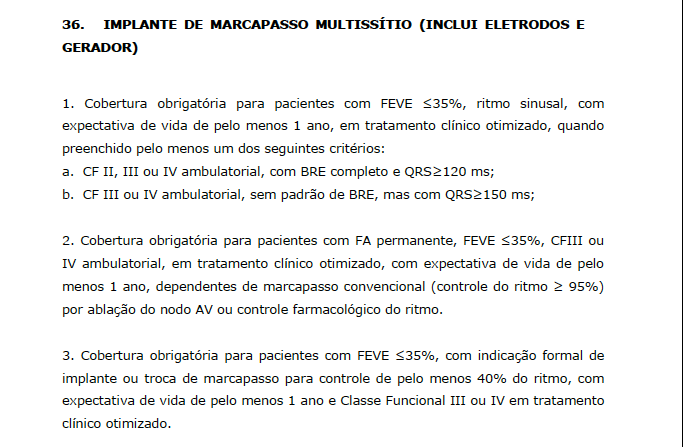 36. IMPLANTE DE MARCAPASSO MULTISSÍTIO (INCLUI ELETRODOS E
GERADOR)
1. Cobertura obrigatória para pacientes com FEVE ≤35%, ritmo sinusal, com
expectativa de vida de pelo menos 1 ano, em tratamento clínico otimizado, quando
preenchido pelo menos um dos seguintes critérios:
a. CF II, III ou IV ambulatorial, com BRE completo e QRS≥120 ms;
b. CF III ou IV ambulatorial, sem padrão de BRE, mas com QRS≥150 ms;
2. Cobertura obrigatória para pacientes com FA permanente, FEVE ≤35%, CFIII ou
IV ambulatorial, em tratamento clínico otimizado, com expectativa de vida de pelo
menos 1 ano, dependentes de marcapasso convencional (controle do ritmo ≥ 95%)
por ablação do nodo AV ou controle farmacológico do ritmo.
3. Cobertura obrigatória para pacientes com FEVE ≤35%, com indicação formal de
implante ou troca de marcapasso para controle de pelo menos 40% do ritmo, com
expectativa de vida de pelo menos 1 ano e Classe Funcional III ou IV em tratamento
clínico otimizado.